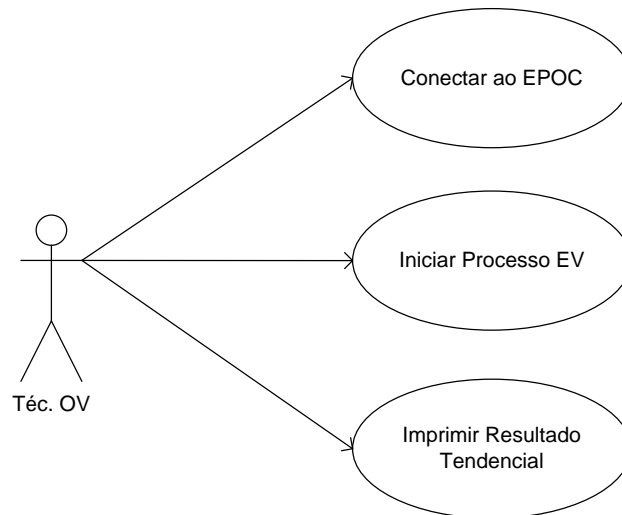 Conectar ao EPOC
Iniciar Processo EV
Téc. OV
Imprimir Resultado
Tendencial